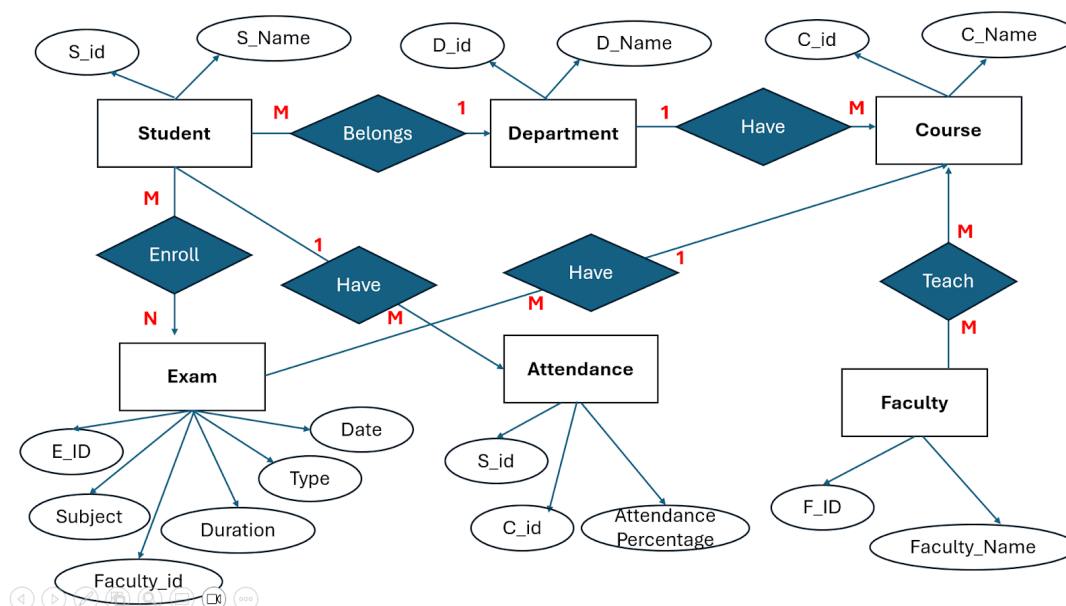 S_id
S_Name
D_id
D_Name
C_id
C_Name
Student
M
Belongs
1
Department
1
Have
M
Course
M
Enroll
N
1
Have
M
Have
1
M
M
Teach
M
Exam
Attendance
Faculty
E_ID
Subject
Faculty_id
Duration
Type
Date
S_id
C_id
Attendance
Percentage
F_ID
Faculty_Name